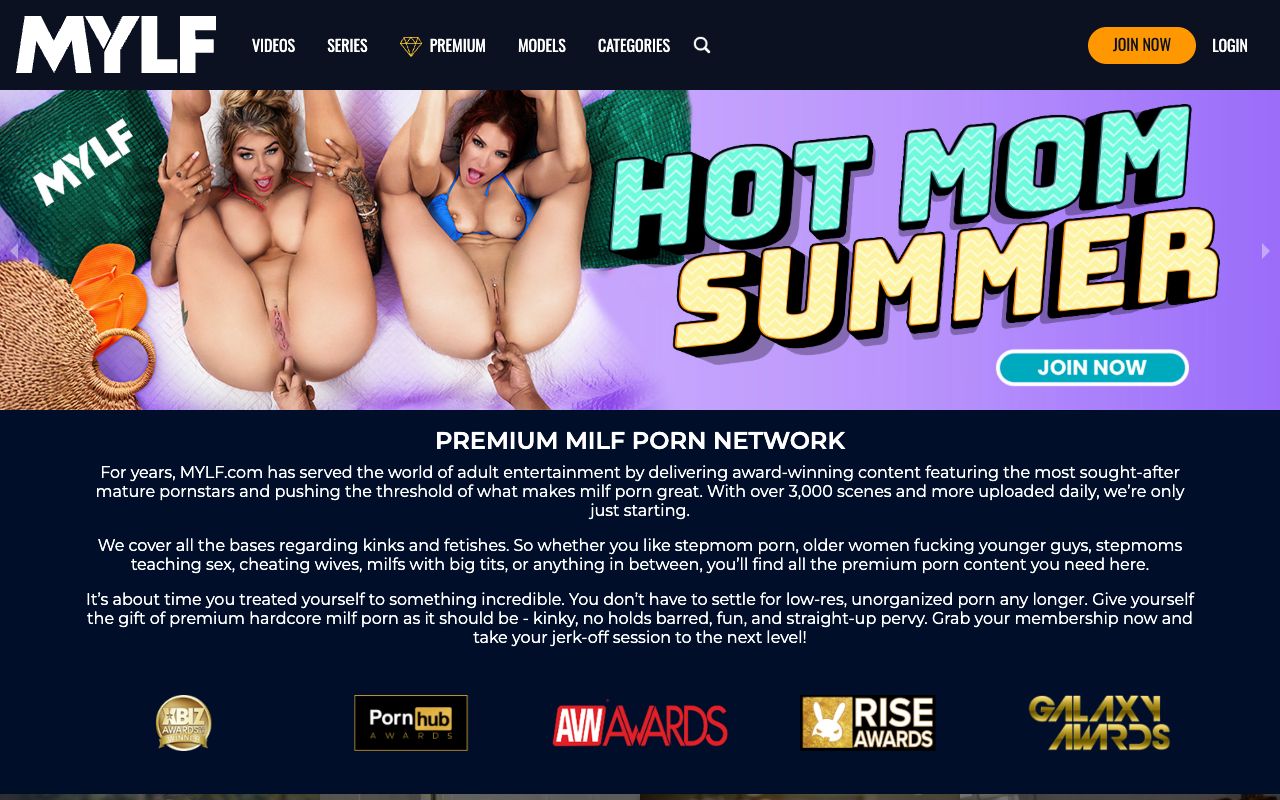 MYLF
VIDEOS
SERIES
PREMIUM
MODELS
CATEGORIES
JOIN NOW
LOGIN
MYLF
HOT MOM
SUMMER
JOIN NOW
PREMIUM MILF PORN NETWORK
For years, MYLF.com has served the world of adult entertainment by delivering award-winning content featuring the most sought-after
mature pornstars and pushing the threshold of what makes milf porn great. With over 3,000 scenes and more uploaded daily, we’re only
just starting.
We cover all the bases regarding kinks and fetishes. So whether you like stepmom porn, older women fucking younger guys, stepmoms
teaching sex, cheating wives, milfs with big tits, or anything in between, you’ll find all the premium porn content you need here.
It’s about time you treated yourself to something incredible. You don’t have to settle for low-res, unorganized porn any longer. Give yourself
the gift of premium hardcore milf porn as it should be - kinky, no holds barred, fun, and straight-up pervy. Grab your membership now and
take your jerk-off session to the next level!
XBIZ
AWARDS
WINNER
Pornhub
AWARDS
AVN AWARDS
RISE
AWARDS
GALAXY
AWARDS